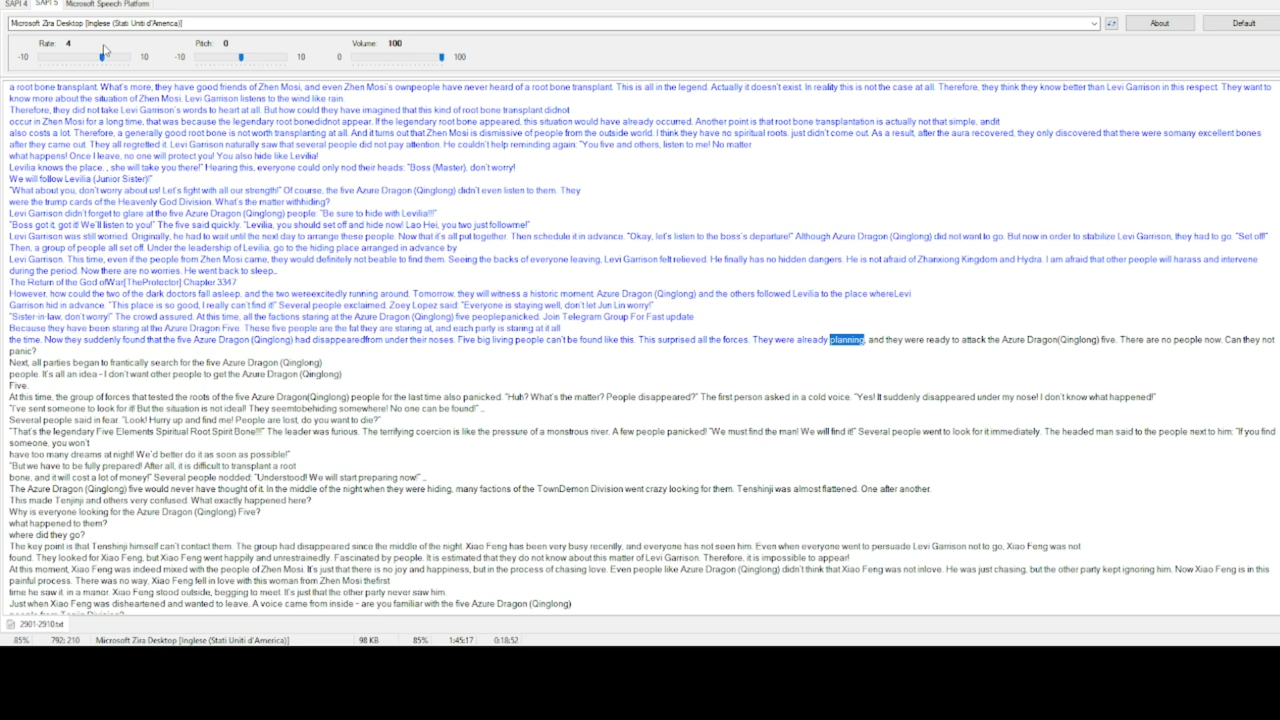 SAPI 4 SAPI 5 Microsoft Speech Platform
Microsoft Zira Desktop [Inglese (Stati Uniti d'America)] About Default
Rate: 4 Pitch: 0 Volume: 100
-10 10 -10 10 0 100
a root bone transplant. What's more, they have good friends of Zhen Mosi, and even Zhen Mosi's ownpeople have never heard of a root bone transplant. This is all in the legend. Actually it doesn't exist. In reality this is not the case at all. Therefore, they think they know better than Levi Garrison in this respect. They want to
know more about the situation of Zhen Mosi. Levi Garrison listens to the wind like rain.
Therefore, they did not take Levi Garrison's words to heart at all. But how could they have imagined that this kind of root bone transplant didnot
occur in Zhen Mosi for a long time, that was because the legendary root bonedidnot appear. If the legendary root bone appeared, this situation would have already occurred. Another point is that root bone transplantation is actually not that simple, andit
also costs a lot. Therefore, a generally good root bone is not worth transplanting at all. And it turns out that Zhen Mosi is dismissive of people from the outside world. I think they have no spiritual roots. just didn't come out. As a result, after the aura recovered, they only discovered that there were somany excellent bones
after they came out. They all regretted it. Levi Garrison naturally saw that several people did not pay attention. He couldn't help reminding again: "You five and others, listen to me! No matter
what happens! Once I leave, no one will protect you! You also hide like Levilia!
Levilia knows the place. , she will take you there!" Hearing this, everyone could only nod their heads: "Boss (Master), don't worry!
We will follow Levilia (Junior Sister)!"
"What about you, don't worry about us! Let's fight with all our strength!" Of course, the five Azure Dragon (Qinglong) didn't even listen to them. They
were the trump cards of the Heavenly God Division. What's the matter withhiding?
Levi Garrison didn't forget to glare at the five Azure Dragon (Qinglong) people: "Be sure to hide with Levilia!!!"
"Boss got it, got it! We'll listen to you!" The five said quickly. "Levilia, you should set off and hide now! Lao Hei, you two just followme!"
Levi Garrison was still worried. Originally, he had to wait until the next day to arrange these people. Now that it's all put together. Then schedule it in advance. "Okay, let's listen to the boss's departure!" Although Azure Dragon (Qinglong) did not want to go. But now in order to stabilize Levi Garrison, they had to go. "Set off!"
Then, a group of people all set off. Under the leadership of Levilia, go to the hiding place arranged in advance by
Levi Garrison. This time, even if the people from Zhen Mosi came, they would definitely not beable to find them. Seeing the backs of everyone leaving, Levi Garrison felt relieved. He finally has no hidden dangers. He is not afraid of Zhanxiong Kingdom and Hydra. I am afraid that other people will harass and intervene
during the period. Now there are no worries. He went back to sleep...
The Return of the God ofWar[TheProtector] Chapter 3347
However, how could the two of the dark doctors fall asleep, and the two wereexcitedly running around. Tomorrow, they will witness a historic moment. Azure Dragon (Qinglong) and the others followed Levilia to the place whereLevi
Garrison hid in advance. "This place is so good, I really can't find it!" Several people exclaimed. Zoey Lopez said: "Everyone is staying well, don't let Jun Lin worry!"
"Sister-in-law, don't worry!" The crowd assured. At this time, all the factions staring at the Azure Dragon (Qinglong) five peoplepanicked. Join Telegram Group For Fast update
Because they have been staring at the Azure Dragon Five. These five people are the fat they are staring at, and each party is staring at it all
the time. Now they suddenly found that the five Azure Dragon (Qinglong) had disappearedfrom under their noses. Five big living people can't be found like this. This surprised all the forces. They were already planning, and they were ready to attack the Azure Dragon(Qinglong) five. There are no people now. Can they not
panic?
Next, all parties began to frantically search for the five Azure Dragon (Qinglong)
people. It's all an idea - I don't want other people to get the Azure Dragon (Qinglong)
Five.
At this time, the group of forces that tested the roots of the five Azure Dragon(Qinglong) people for the last time also panicked. "Huh? What's the matter? People disappeared?" The first person asked in a cold voice. "Yes! It suddenly disappeared under my nose! I don't know what happened!"
"I've sent someone to look for it! But the situation is not ideal! They seemtobehiding somewhere! No one can be found!" ...
Several people said in fear. "Look! Hurry up and find me! People are lost, do you want to die?"
"That's the legendary Five Elements Spiritual Root Spirit Bone!!!" The leader was furious. The terrifying coercion is like the pressure of a monstrous river. A few people panicked! "We must find the man! We will find it!" Several people went to look for it immediately. The headed man said to the people next to him: "If you find
someone, you won't
have too many dreams at night! We'd better do it as soon as possible!"
"But we have to be fully prepared! After all, it is difficult to transplant a root
bone, and it will cost a lot of money!" Several people nodded: "Understood! We will start preparing now!" ...
The Azure Dragon (Qinglong) five would never have thought of it. In the middle of the night when they were hiding, many factions of the TownDemon Division went crazy looking for them. Tenshinji was almost flattened. One after another.
This made Tenjinji and others very confused. What exactly happened here?
Why is everyone looking for the Azure Dragon (Qinglong) Five?
what happened to them?
where did they go?
The key point is that Tenshinji himself can't contact them. The group had disappeared since the middle of the night. Xiao Feng has been very busy recently, and everyone has not seen him. Even when everyone went to persuade Levi Garrison not to go, Xiao Feng was not
found. They looked for Xiao Feng, but Xiao Feng went happily and unrestrainedly. Fascinated by people. It is estimated that they do not know about this matter of Levi Garrison. Therefore, it is impossible to appear!
At this moment, Xiao Feng was indeed mixed with the people of Zhen Mosi. It's just that there is no joy and happiness, but in the process of chasing love. Even people like Azure Dragon (Qinglong) didn't think that Xiao Feng was not inlove. He was just chasing, but the other party kept ignoring him. Now Xiao Feng is in this
painful process. There was no way, Xiao Feng fell in love with this woman from Zhen Mosi thefirst
time he saw it. in a manor. Xiao Feng stood outside, begging to meet. It's just that the other party never saw him.
Just when Xiao Feng was disheartened and wanted to leave. A voice came from inside - are you familiar with the five Azure Dragon (Qinglong)
people from Tenjin Division?
2901-2910.txt
85% 792: 210 Microsoft Zira Desktop [Inglese (Stati Uniti d'America)] 98 KB 85% 1:45:17 0:18:52